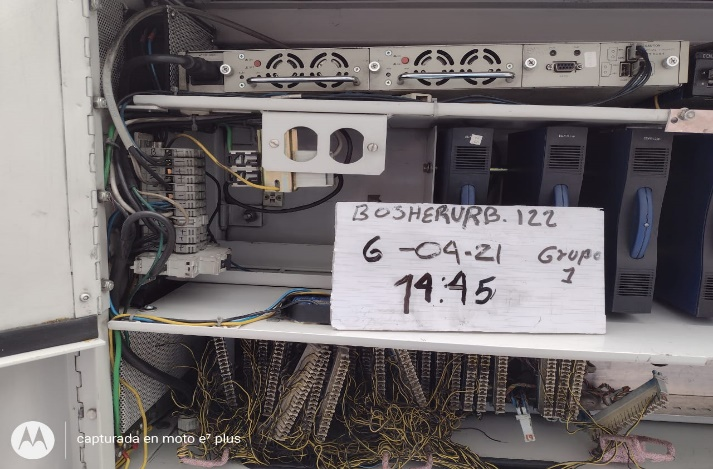 BOSHERURB.122
6-04-21 Grupo
1
14:45
capturada en moto e⁷ plus